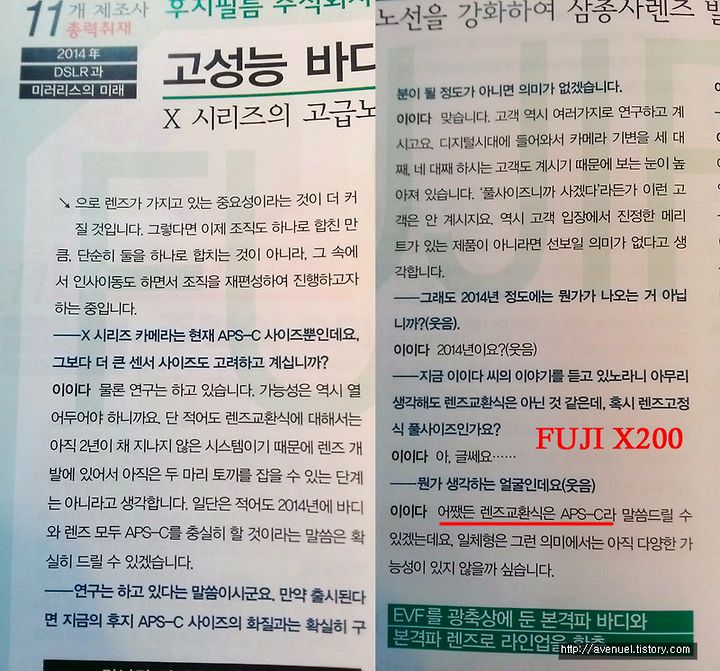 11개 제조사
총력취재
후지필름 주식회사
2014年
DSLR과
미러리스의 미래
고성능 바디
X 시리즈의 고급노
↘ 으로 렌즈가 가지고 있는 중요성이라는 것이 더 커
질 것입니다. 그렇다면 이제 조직도 하나로 합친 만
큼, 단순히 둘을 하나로 합치는 것이 아니라, 그 속에
서 인사이동도 하면서 조직을 재편성하여 진행하고자
하는 중입니다.
──X 시리즈 카메라는 현재 APS-C 사이즈뿐인데요,
그보다 더 큰 센서 사이즈도 고려하고 계십니까?
이이다 물론 연구는 하고 있습니다. 가능성은 역시 열
어두어야 하니까요. 단 적어도 렌즈교환식에 대해서는
아직 2년이 채 지나지 않은 시스템이기 때문에 렌즈 개
발에 있어서 아직은 두 마리 토끼를 잡을 수 있는 단계
는 아니라고 생각합니다. 일단은 적어도 2014년에 바디
와 렌즈 모두 APS-C를 충실히 할 것이라는 말씀은 확
실히 드릴 수 있겠습니다.
──연구는 하고 있다는 말씀이시군요. 만약 출시된다
면 지금의 후지 APS-C 사이즈의 화질과는 확실히 구
노선을 강화하여 삼종사렌즈
분이 될 정도가 아니면 의미가 없겠습니다.
이이다 맞습니다. 고객 역시 여러가지로 연구하고 계
시고요. 디지털시대에 들어와서 카메라 기변을 세 대
째, 네 대째 하시는 고객도 계시기 때문에 보는 눈이 높
아져 있습니다. '풀사이즈니까 사겠다'라든가 이런 고
객은 안 계시지요. 역시 고객 입장에서 진정한 메리
트가 있는 제품이 아니라면 선보일 의미가 없다고 생
각합니다.
──그래도 2014년 정도에는 뭔가가 나오는 거 아닙
니까?(웃음).
이이다 2014년이요?(웃음)
──지금 이이다 씨의 이야기를 듣고 있노라니 아무리
생각해도 렌즈교환식은 아닌 것 같은데, 혹시 렌즈고정
식 풀사이즈인가요?
이이다 아, 글쎄요……
FUJI X200
──뭔가 생각하는 얼굴인데요(웃음)
이이다 어쨌든 렌즈교환식은 APS-C라 말씀드릴 수
있겠는데요, 일체형은 그런 의미에서는 아직 다양한 가
능성이 있지 않을까 싶습니다.
EVF를 광축상에 둔 본격파 바디와
본격파 렌즈로 라인업을 확충
http://avenuel.tistory.com